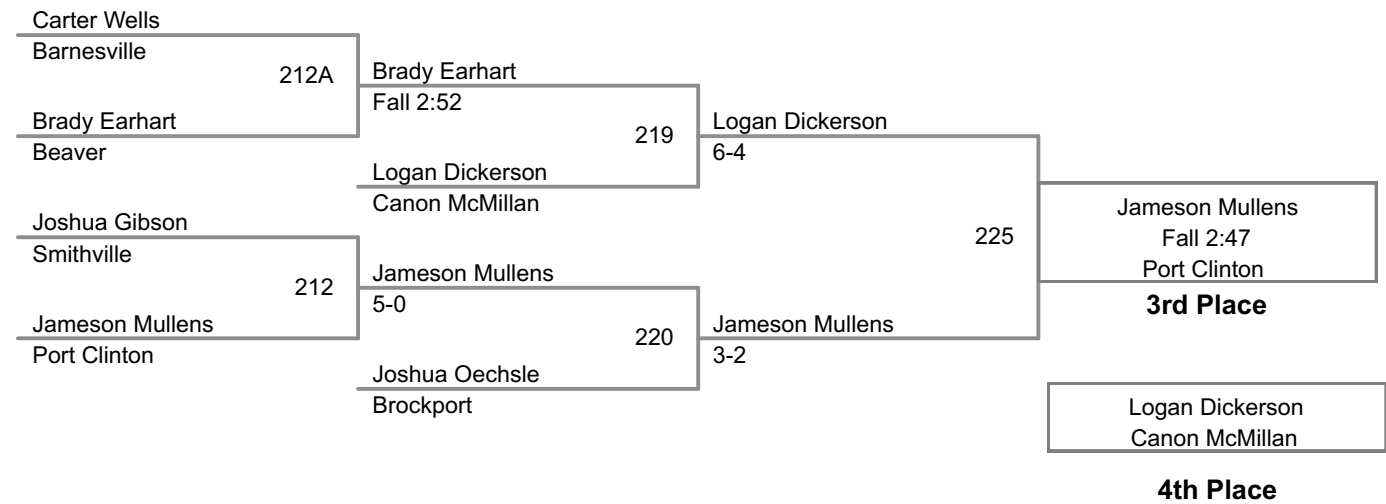 Carter Wells
Barnesville
212A
Brady Earhart
Beaver
Brady Earhart
Fall 2:52
219
Logan Dickerson
Canon McMillan
Logan Dickerson
6-4
Joshua Gibson
Smithville
212
Jameson Mullens
Port Clinton
Jameson Mullens
5-0
220
Joshua Oechsle
Brockport
Jameson Mullens
3-2
225
Jameson Mullens
Fall 2:47
Port Clinton
3rd Place
Logan Dickerson
Canon McMillan
4th Place